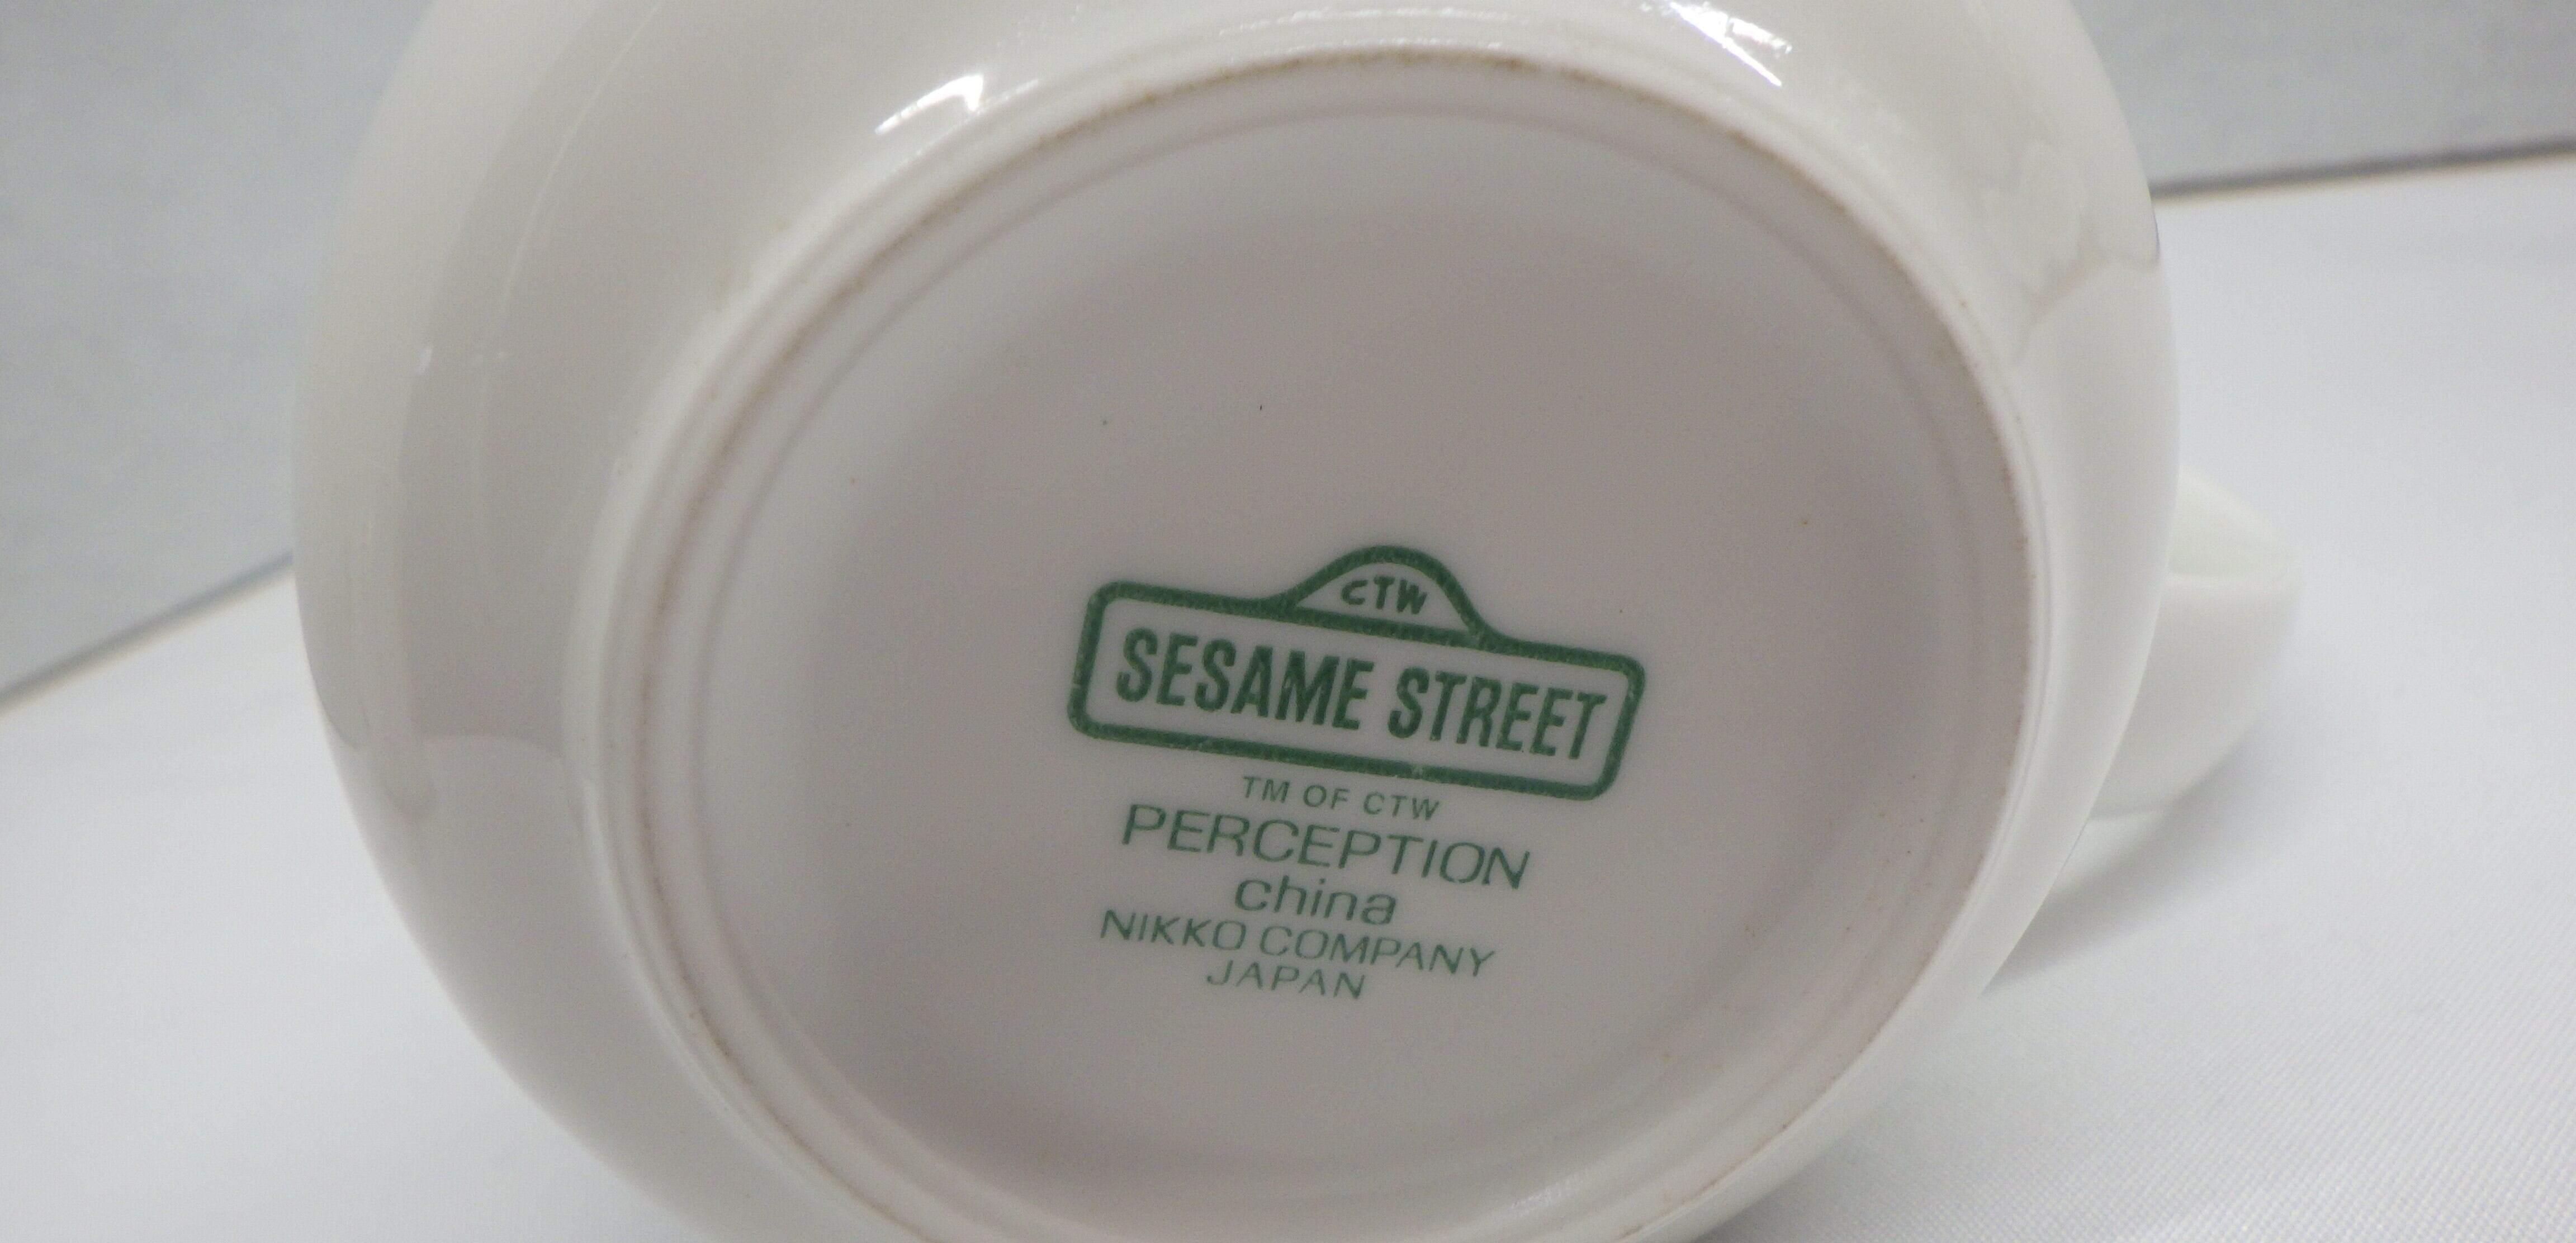 CTW
SESAME STREET
TM OF CTW
PERCEPTION
china
NIKKO COMPANY
JAPAN